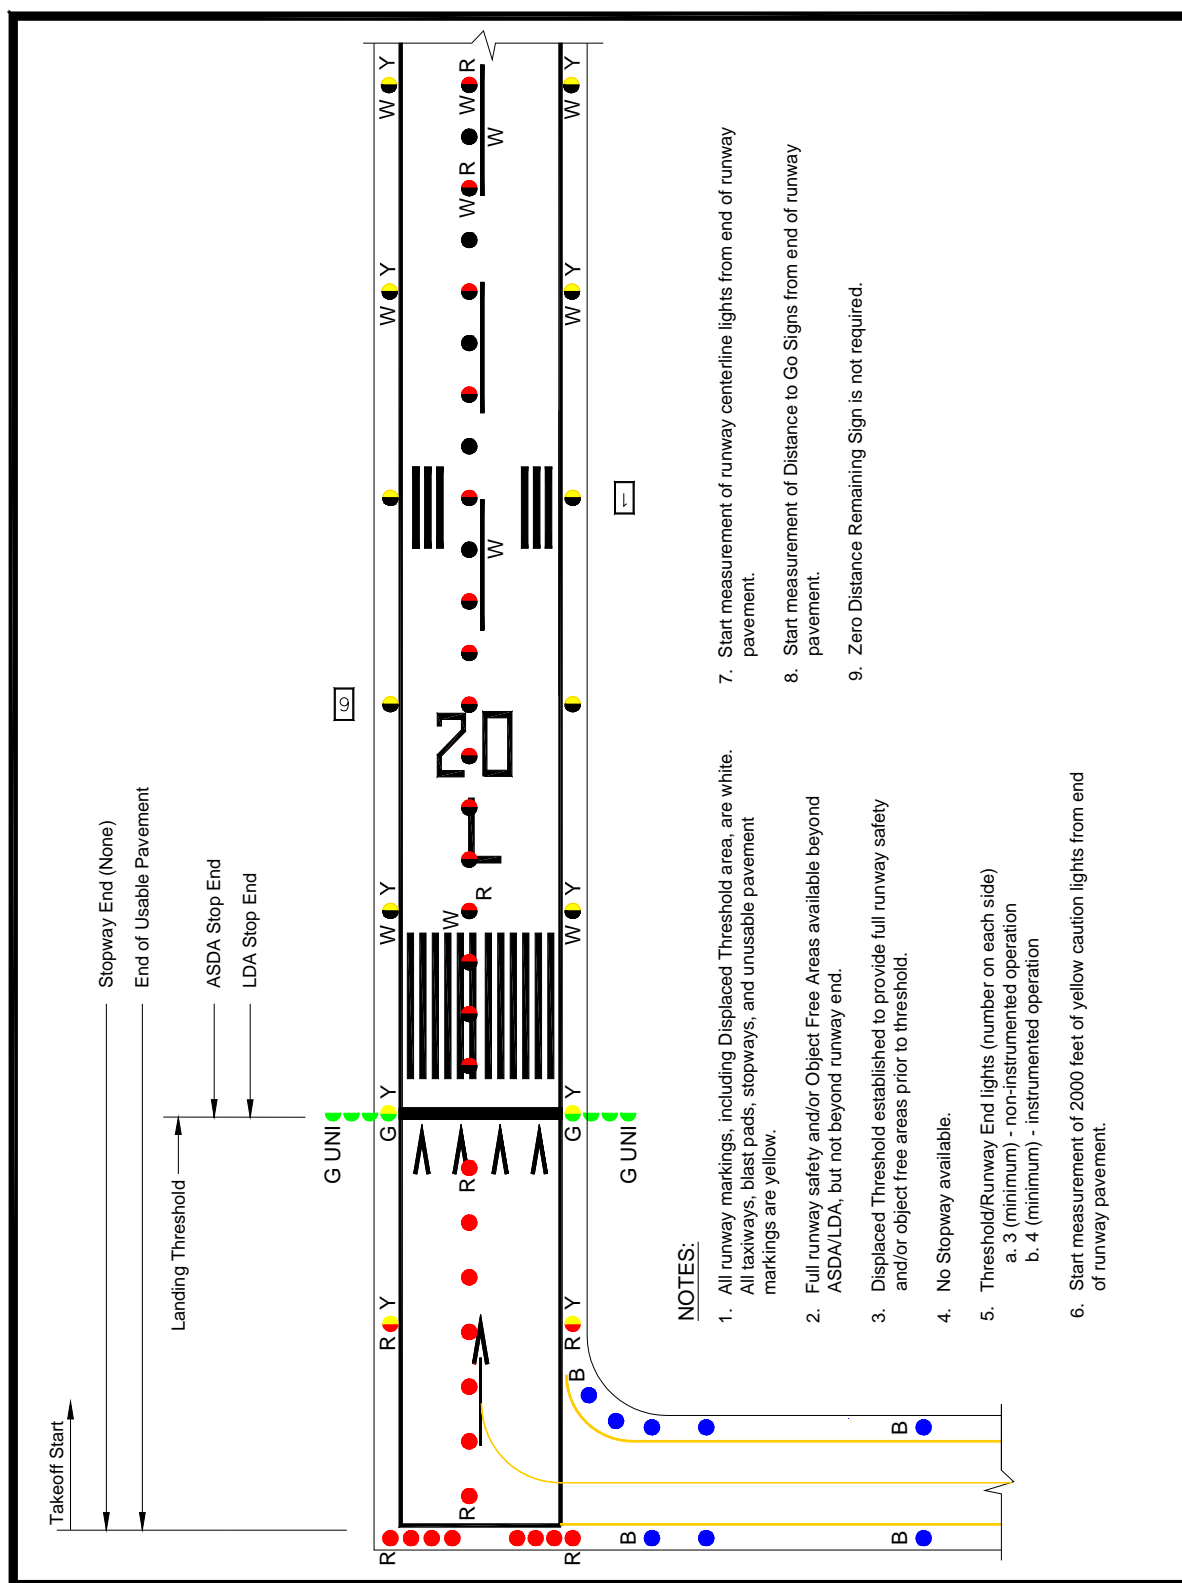 Stopway End (None)
End of Usable Pavement
ASDA Stop End
LDA Stop End
Landing Threshold
Takeoff Start
R
R
Y
G UNI
G
Y
W
Y
W
Y
W
Y
R
R
W
R
W
W
R
W
R
W
L
20
9
1
R
R
Y
G
Y
G UNI
W
Y
W
Y
W
Y
B
B
B
B
NOTES:
1. All runway markings, including Displaced Threshold area, are white.
All taxiways, blast pads, stopways, and unusable pavement
markings are yellow.
2. Full runway safety and/or Object Free Areas available beyond
ASDA/LDA, but not beyond runway end.
3. Displaced Threshold established to provide full runway safety
and/or object free areas prior to threshold.
4. No Stopway available.
5. Threshold/Runway End lights (number on each side)
a. 3 (minimum) - non-instrumented operation
b. 4 (minimum) - instrumented operation
6. Start measurement of 2000 feet of yellow caution lights from end
of runway pavement.
7. Start measurement of runway centerline lights from end of runway
pavement.
8. Start measurement of Distance to Go Signs from end of runway
pavement.
9. Zero Distance Remaining Sign is not required.